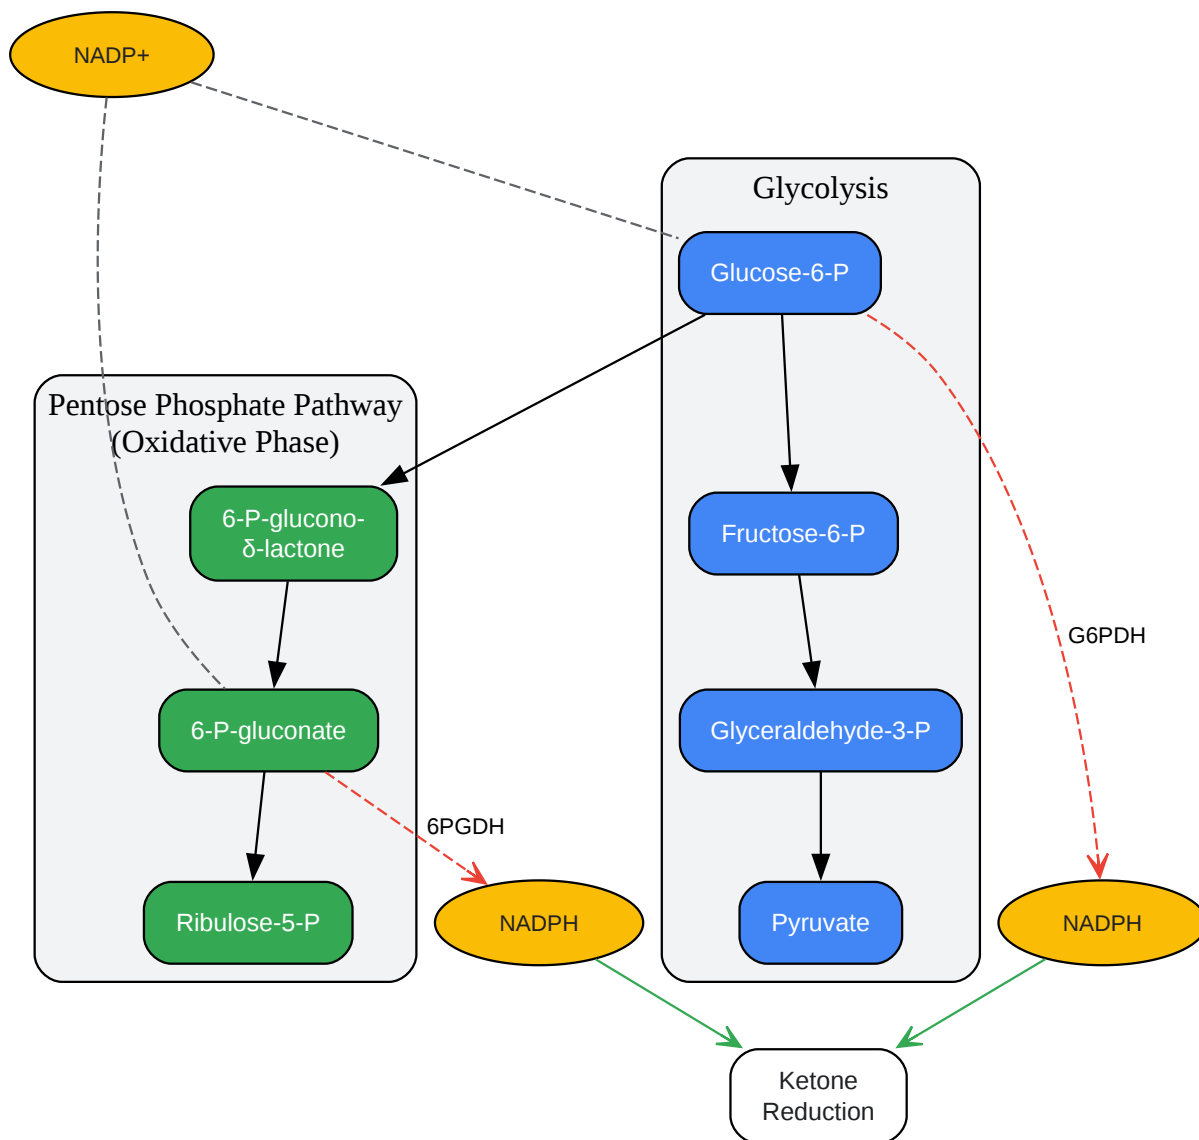 NADP+
Glycolysis
Glucose-6-P
Pentose Phosphate Pathway
(Oxidative Phase)
6-P-glucono-
δ-lactone
Fructose-6-P
G6PDH
6-P-gluconate
Glyceraldehyde-3-P
6PGDH
Ribulose-5-P
NADPH
Pyruvate
NADPH
Ketone
Reduction